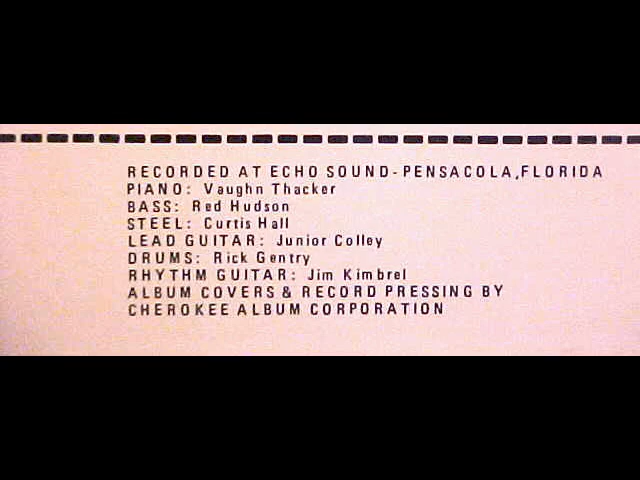 RECORDED AT ECHO SOUND-PENSACOLA,FLORIDA
PIANO: Vaughn Thacker
BASS: Red Hudson
STEEL: Curtis Hall
LEAD GUITAR: Junior Colley
DRUMS: Rick Gentry
RHYTHM GUITAR: Jim Kimbrel
ALBUM COVERS & RECORD PRESSING BY
CHEROKEE ALBUM CORPORATION